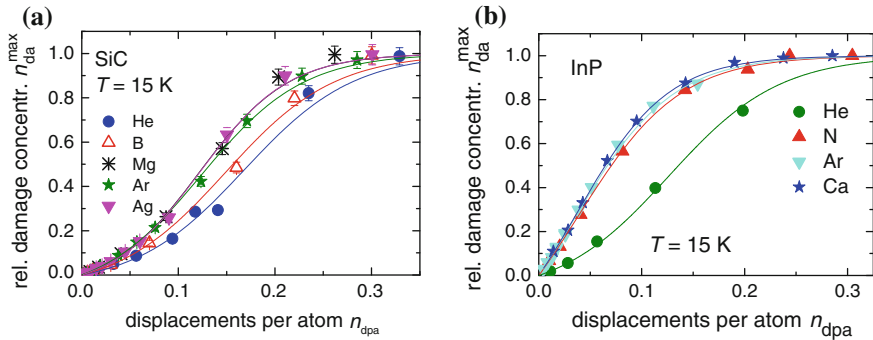 (a)
rel. damage concentr. n_da^max
1.0
0.8
0.6
0.4
0.2
0.0
SiC
T = 15 K
He
B
Mg
Ar
Ag
0.0 0.1 0.2 0.3
displacements per atom n_dpa
(b)
rel. damage concentr. n_da^max
1.0
0.8
0.6
0.4
0.2
0.0
InP
He
N
Ar
Ca
T = 15 K
0.0 0.1 0.2 0.3
displacements per atom n_dpa